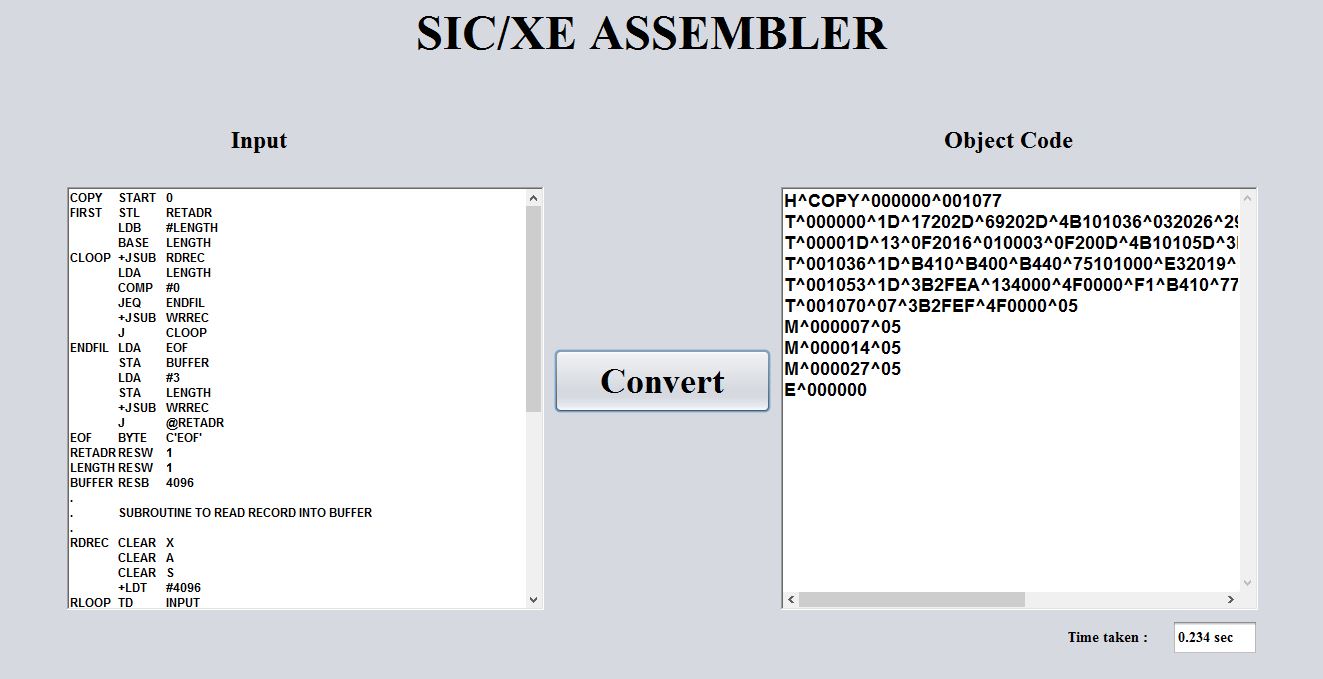 SIC/XE ASSEMBLER
Input
COPY START 0
FIRST STL RETADR
LDB #LENGTH
BASE LENGTH
CLOOP +JSUB RDREC
LDA LENGTH
COMP #0
JEQ ENDFIL
+JSUB WRREC
J CLOOP
ENDFIL LDA EOF
STA BUFFER
LDA #3
STA LENGTH
+JSUB WRREC
J @RETADR
EOF BYTE C'EOF'
RETADR RESW 1
LENGTH RESW 1
BUFFER RESB 4096
.
. SUBROUTINE TO READ RECORD INTO BUFFER
.
RDREC CLEAR X
CLEAR A
CLEAR S
+LDT #4096
RLOOP TD INPUT
Convert
Object Code
H^COPY^000000^001077
T^000000^1D^17202D^69202D^4B101036^032026^29
T^00001D^13^0F2016^010003^0F200D^4B10105D^3
T^001036^1D^B410^B400^B440^75101000^E32019^
T^001053^1D^3B2FEA^134000^4F0000^F1^B410^77
T^001070^07^3B2FEF^4F0000^05
M^000007^05
M^000014^05
M^000027^05
E^000000
Time taken :
0.234 sec